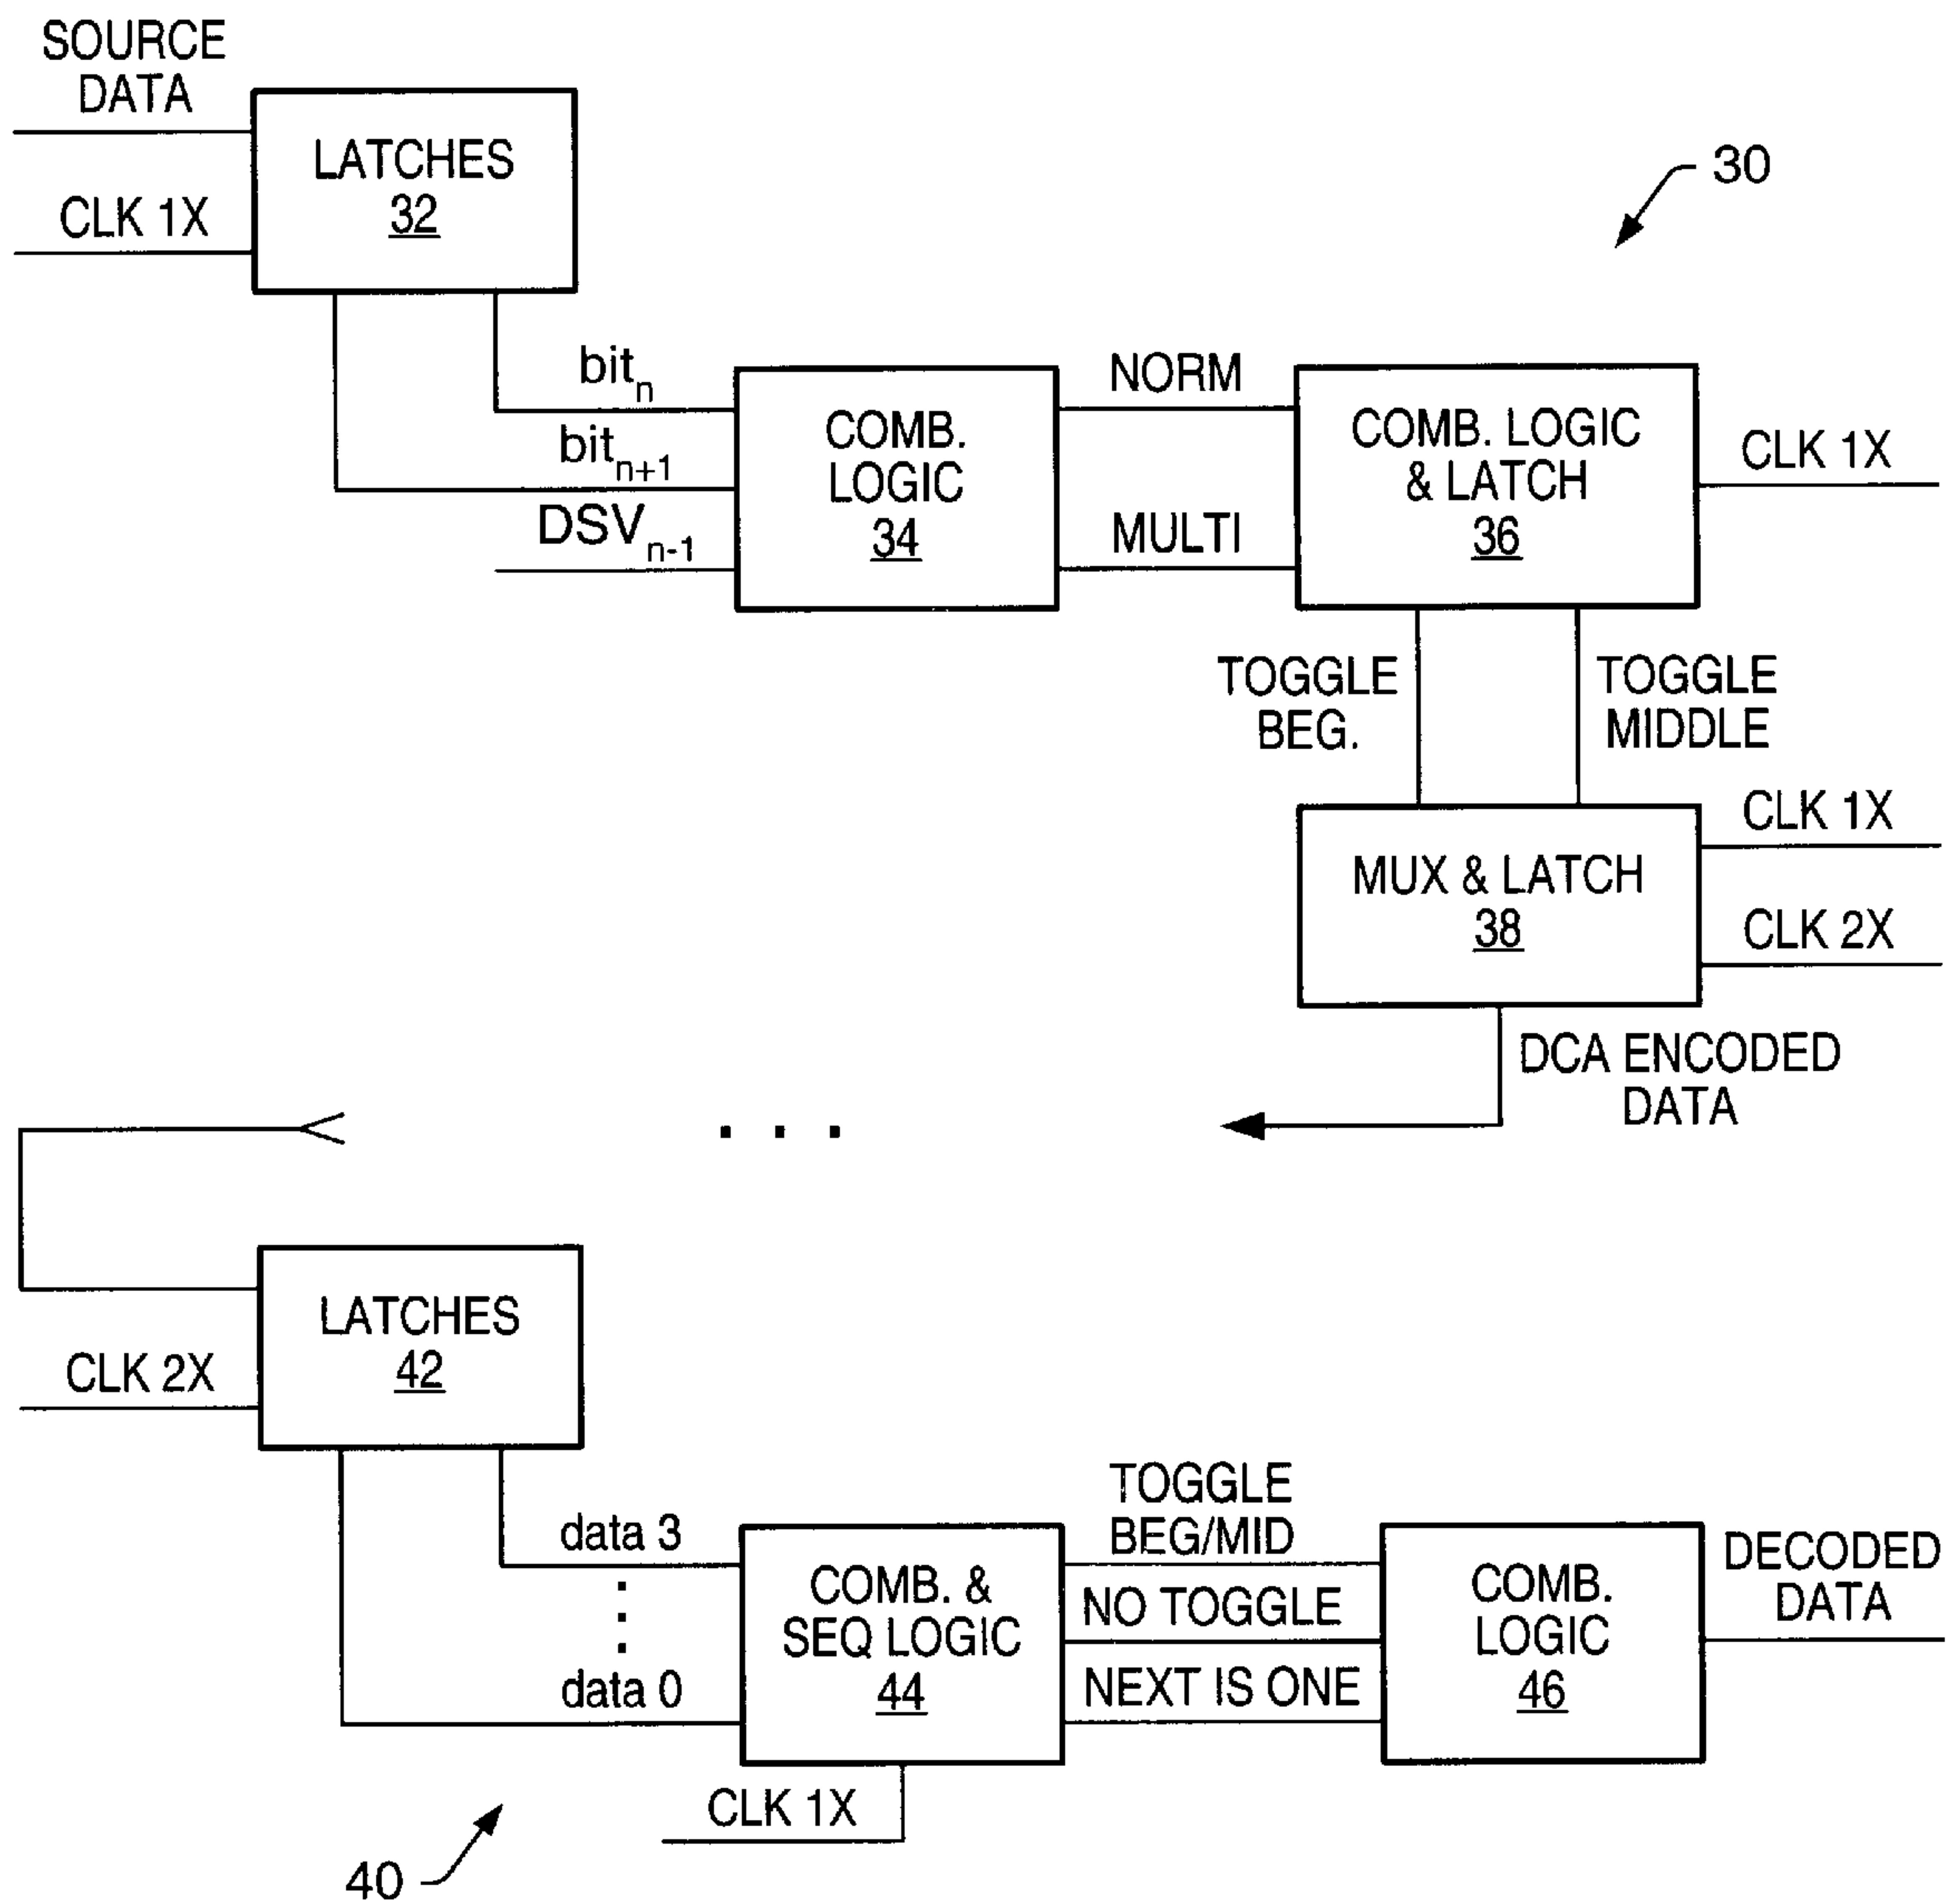 SOURCE
DATA
LATCHES
32
CLK 1X
30
bit_n
NORM
COMB.
LOGIC
34
COMB. LOGIC
& LATCH
36
CLK 1X
bit_{n+1}
DSV_{n-1}
MULTI
TOGGLE
BEG.
TOGGLE
MIDDLE
CLK 1X
MUX & LATCH
38
CLK 2X
DCA ENCODED
DATA
. . .
LATCHES
42
CLK 2X
data 3
TOGGLE
BEG/MID
COMB. &
SEQ LOGIC
44
NO TOGGLE
COMB.
LOGIC
46
DECODED
DATA
data 0
NEXT IS ONE
CLK 1X
40